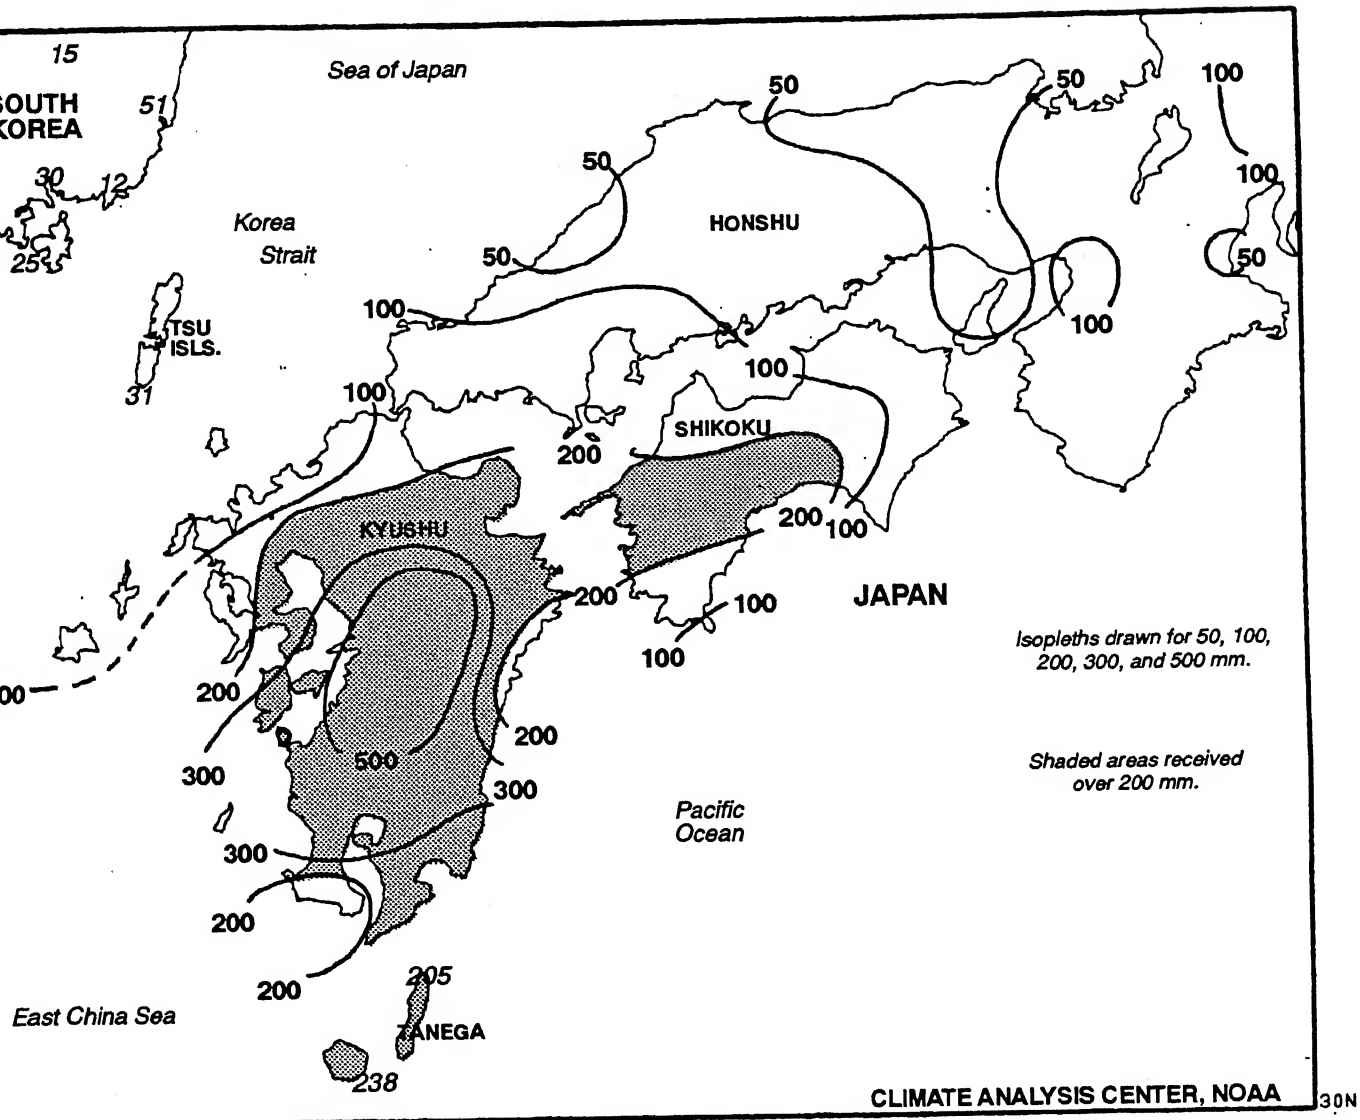 15
Sea of Japan
50
50
100
SOUTH
KOREA
51
50
30
12
Korea
Strait
HONSHU
100
25
50
50
100
TSU
ISLS.
100
31
100
100
SHIKOKU
200
KYUSHU
200
100
200
JAPAN
100
100
Isopleths drawn for 50, 100,
200, 300, and 500 mm.
00
200
200
300
500
300
Shaded areas received
over 200 mm.
Pacific
Ocean
300
200
200
205
East China Sea
TANEGA
238
CLIMATE ANALYSIS CENTER, NOAA
30N